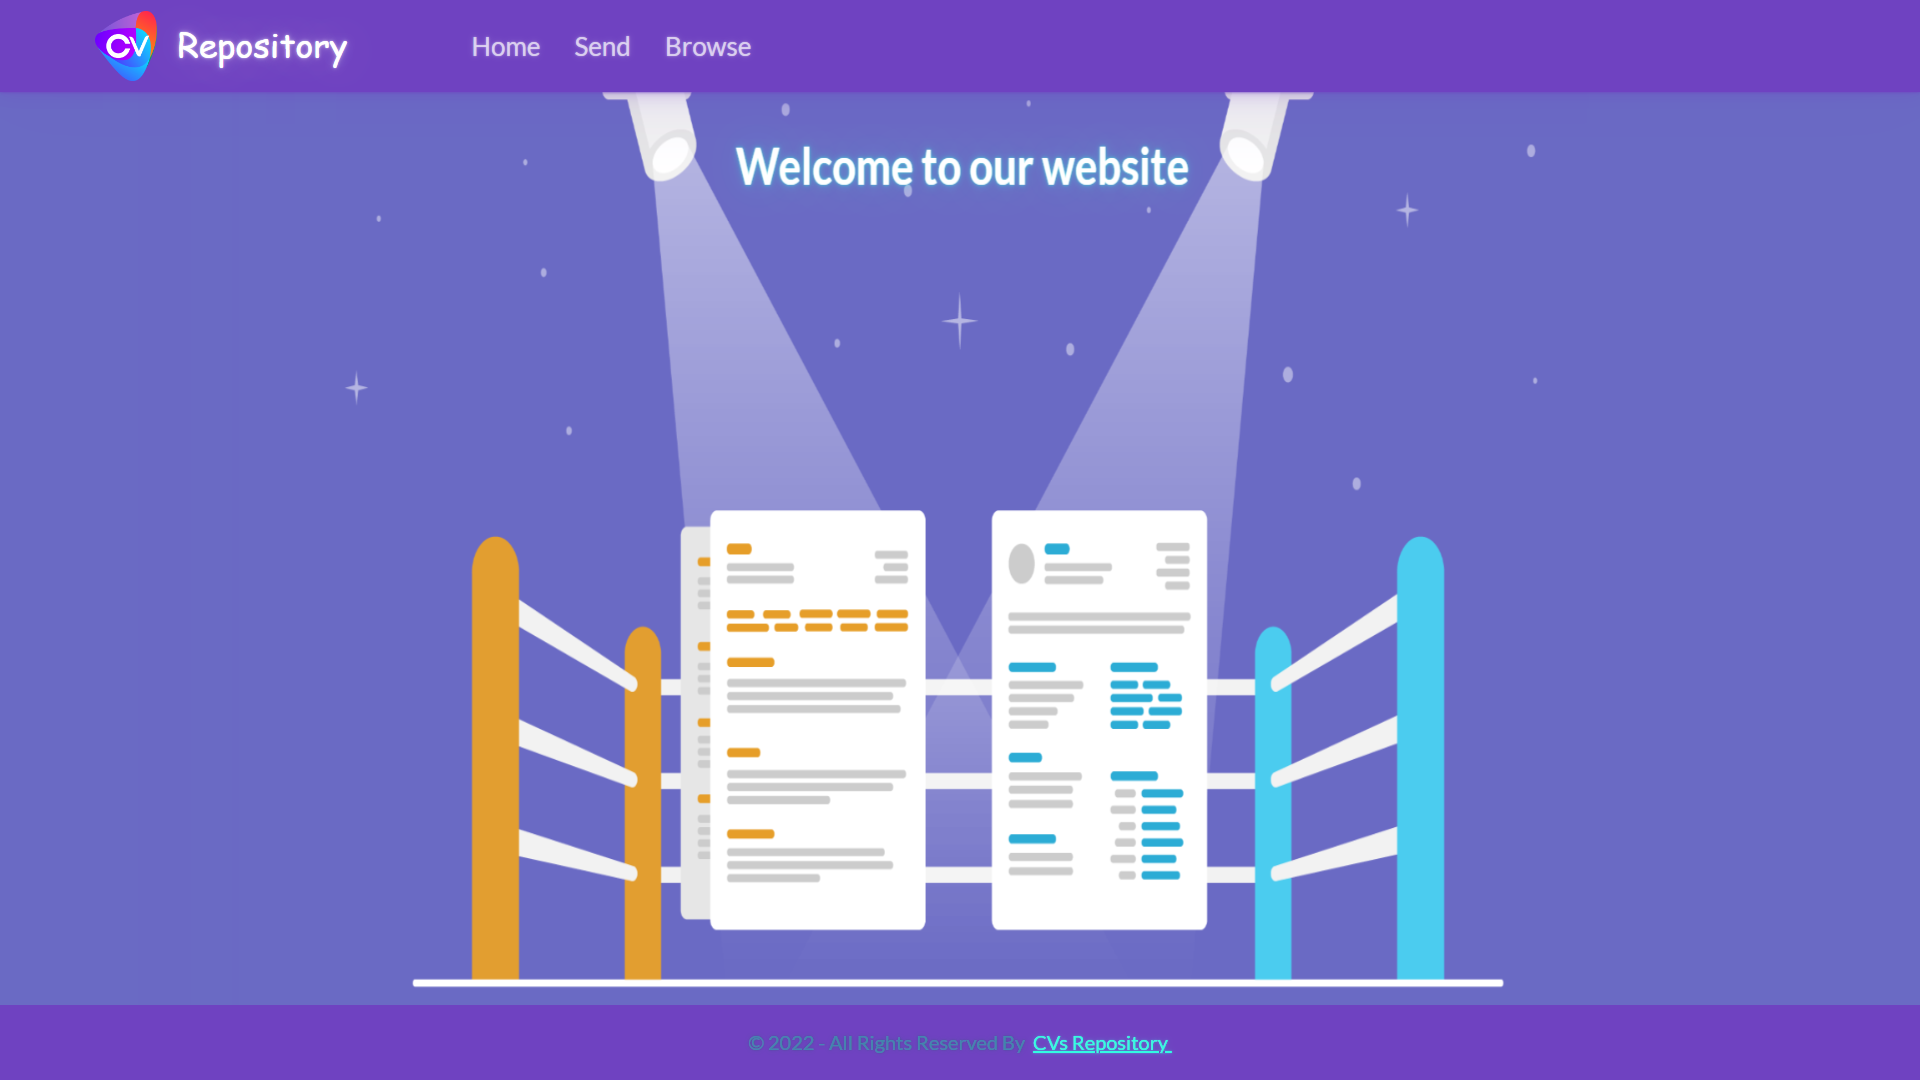 CV Repository
Home Send Browse
Welcome to our website
© 2022 - All Rights Reserved By CVs Repository